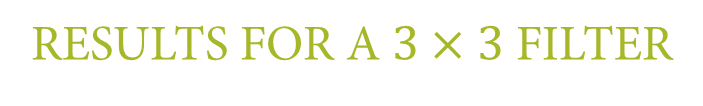 RESULTS FOR A 3 × 3 FILTER